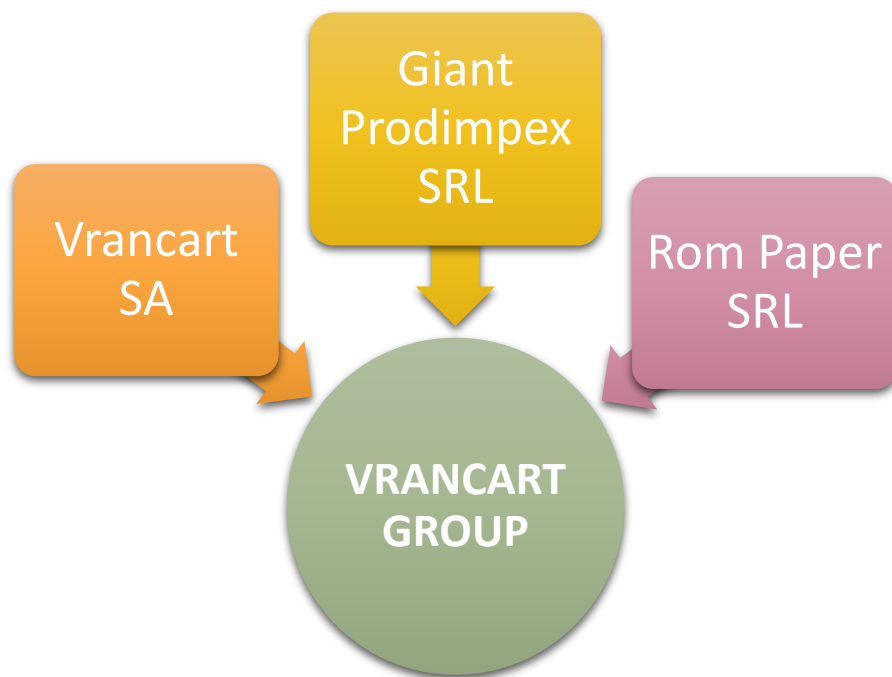 Giant
Prodimpex
SRL
Vrancart
SA
Rom Paper
SRL
VRANCART
GROUP